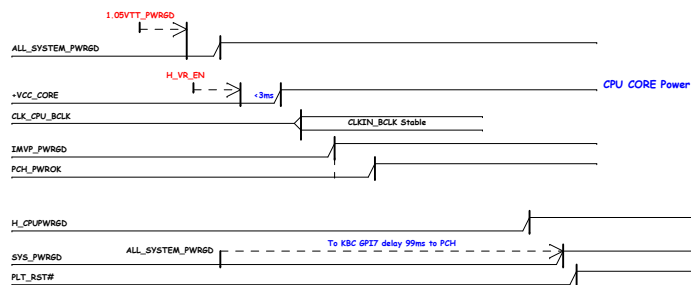 1.05VTT_PWRGD
ALL_SYSTEM_PWRGD
H_VR_EN
+VCC_CORE <3ms CPU CORE Power
CLK_CPU_BCLK CLKIN_BCLK Stable
IMVP_PWRGD
PCH_PWROK
H_CPUPWRGD
To KBC GPI7 delay 99ms to PCH
SYS_PWRGD ALL_SYSTEM_PWRGD
PLT_RST#